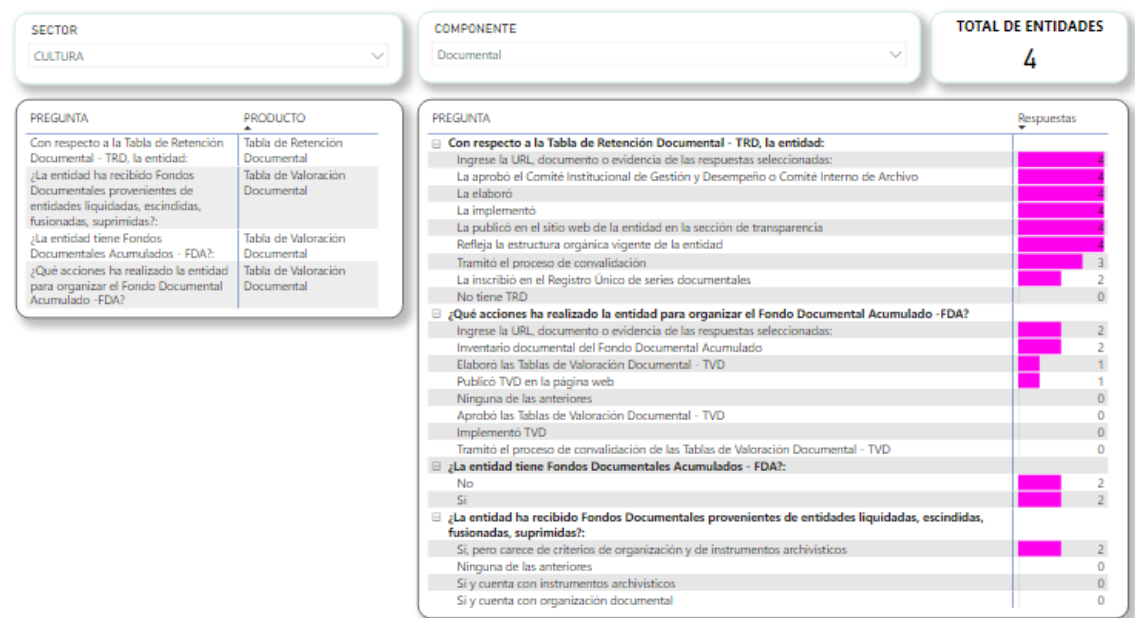 SECTOR
CULTURA
COMPONENTE
Documental
TOTAL DE ENTIDADES
4
PREGUNTA PRODUCTO
Con respecto a la Tabla de Retención Tabla de Retención
Documental - TRD, la entidad: Documental
¿La entidad ha recibido Fondos Tabla de Valoración
Documentales provenientes de Documental
entidades liquidadas, escindidas,
fusionadas, suprimidas?:
¿La entidad tiene Fondos Tabla de Valoración
Documentales Acumulados - FDA?: Documental
¿Qué acciones ha realizado la entidad Tabla de Valoración
para organizar el Fondo Documental Documental
Acumulado -FDA?
PREGUNTA Respuestas
Con respecto a la Tabla de Retención Documental - TRD, la entidad:
Ingrese la URL, documento o evidencia de las respuestas seleccionadas: 4
La aprobó el Comité Institucional de Gestión y Desempeño o Comité Interno de Archivo 4
La elaboró 4
La implementó 4
La publicó en el sitio web de la entidad en la sección de transparencia 4
Refleja la estructura orgánica vigente de la entidad 4
Tramitó el proceso de convalidación 3
La inscribió en el Registro Único de series documentales 2
No tiene TRD 0
¿Qué acciones ha realizado la entidad para organizar el Fondo Documental Acumulado -FDA?
Ingrese la URL, documento o evidencia de las respuestas seleccionadas: 2
Inventario documental del Fondo Documental Acumulado 2
Elaboró las Tablas de Valoración Documental - TVD 1
Publicó TVD en la página web 1
Ninguna de las anteriores 0
Aprobó las Tablas de Valoración Documental - TVD 0
Implementó TVD 0
Tramitó el proceso de convalidación de las Tablas de Valoración Documental - TVD 0
¿La entidad tiene Fondos Documentales Acumulados - FDA?:
No 2
Si 2
¿La entidad ha recibido Fondos Documentales provenientes de entidades liquidadas, escindidas,
fusionadas, suprimidas?:
Si, pero carece de criterios de organización y de instrumentos archivísticos 2
Ninguna de las anteriores 0
Si y cuenta con instrumentos archivísticos 0
Si y cuenta con organización documental 0